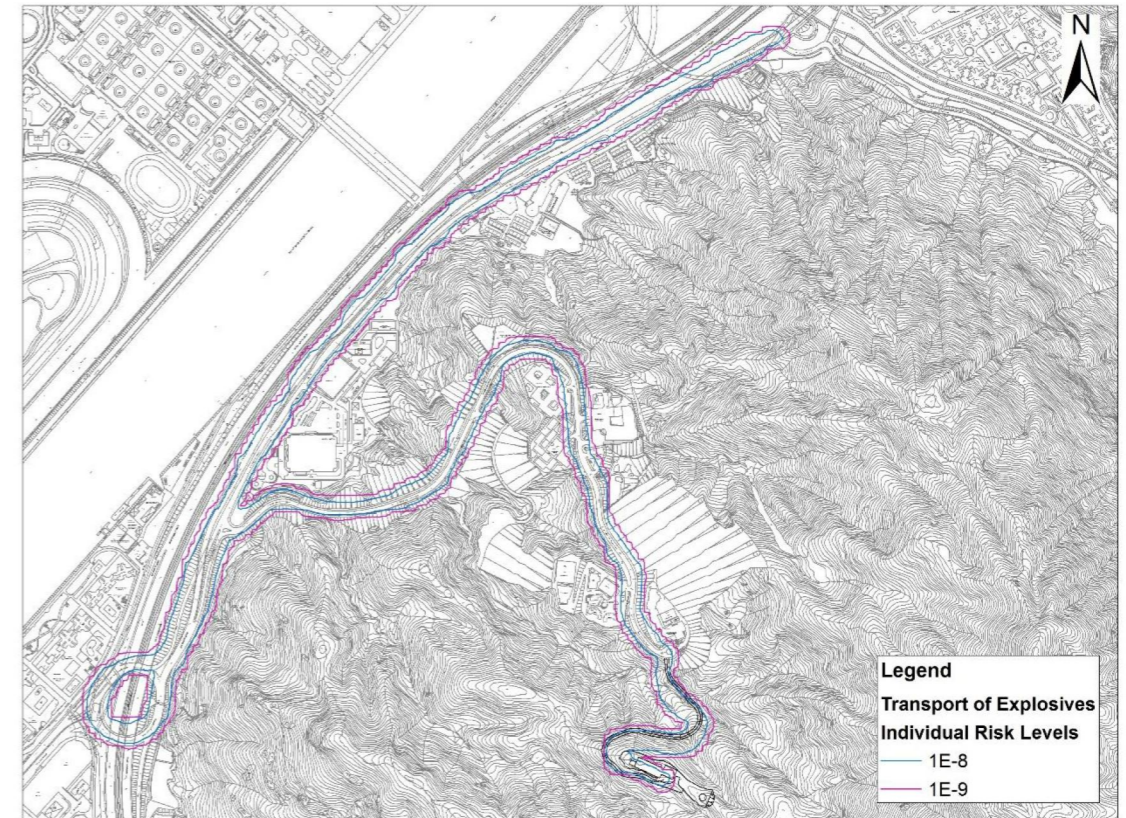 N
Legend
Transport of Explosives
Individual Risk Levels
1E-8
1E-9